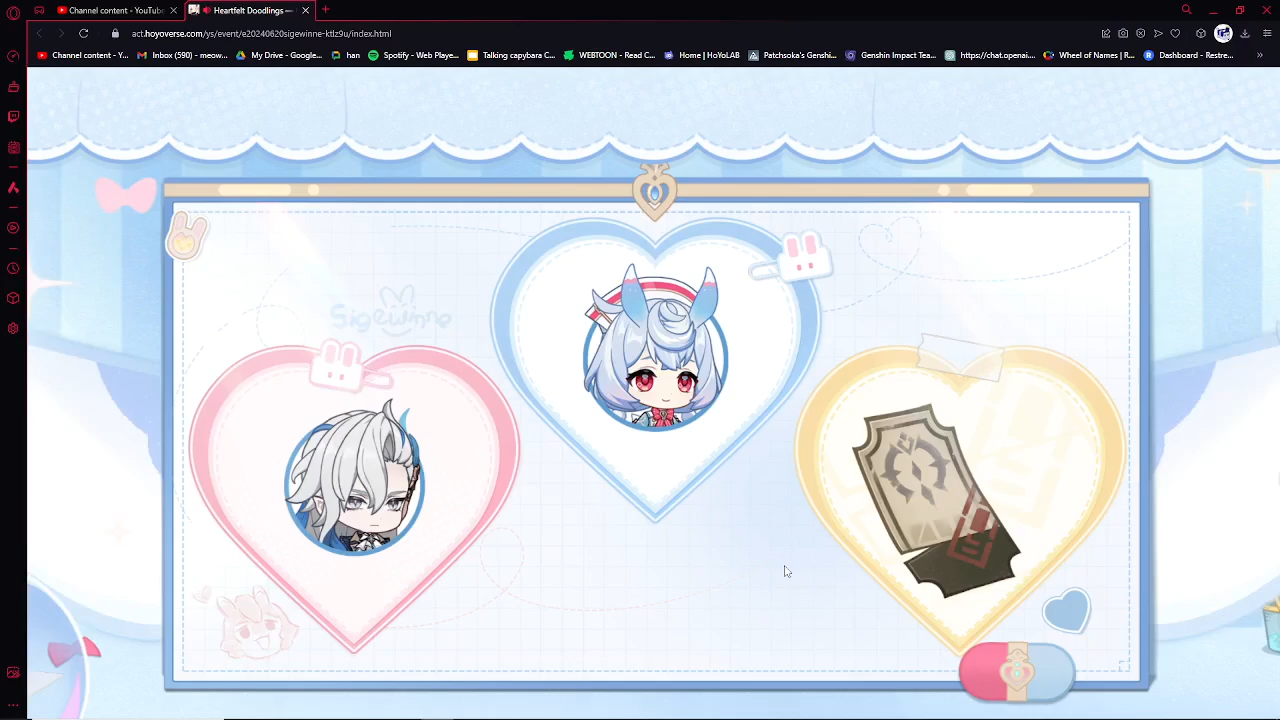 Channel content - YouTube
Heartfelt Doodlings —
act.hoyoverse.com/ys/event/e20240620sigewinne-ktlz9u/index.html
Channel content - Y...
Inbox (590) - meow...
My Drive - Google...
han
Spotify - Web Playe...
Talking capybara C...
WEBTOON - Read C...
Home | HoYoLAB
Patchsoka's Genshi...
Genshin Impact Tea...
https://chat.openai...
Wheel of Names | R...
Dashboard - Restre...
Sigewinne